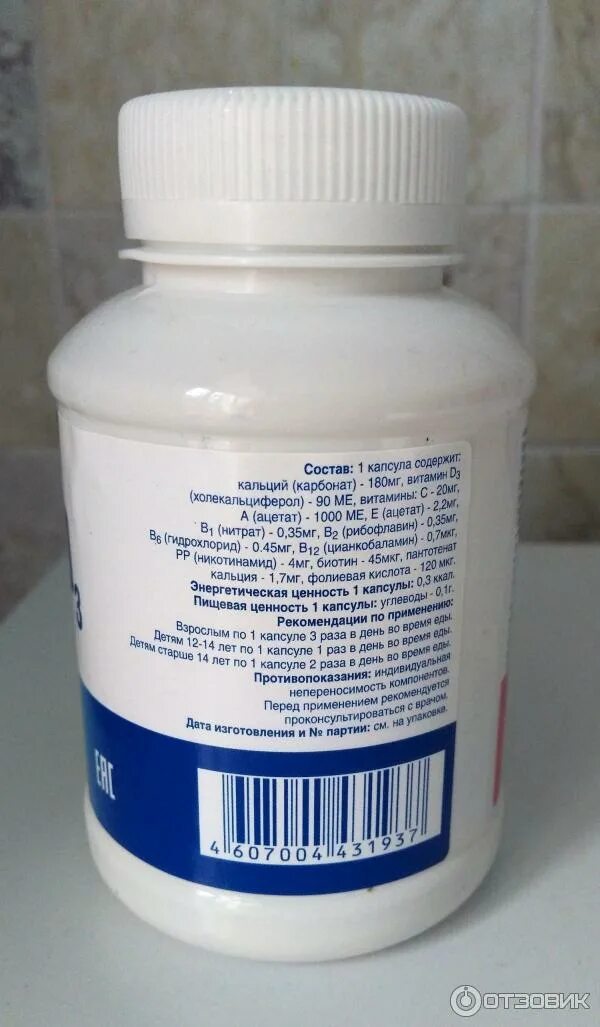 Состав: 1 капсула содержит:
кальций (карбонат) - 180мг, витамин D3
(холекальциферол) - 90 МЕ, витамины: С - 20мг,
А (ацетат) - 1000 МЕ, Е (ацетат) - 2,2мг,
В1 (нитрат) - 0,35мг, В2 (рибофлавин) - 0,35мг,
В6 (гидрохлорид) - 0.45мг, В12 (цианкобаламин) - 0,7мкг,
РР (никотинамид) - 4мг, биотин - 45мкг, пантотенат
кальция - 1,7мг, фолиевая кислота - 120 мкг.
Энергетическая ценность 1 капсулы: 0,3 ккал.
Пищевая ценность 1 капсулы: углеводы - 0,1г.
Рекомендации по применению:
Взрослым по 1 капсуле 3 раза в день во время еды.
Детям 12-14 лет по 1 капсуле 1 раз в день во время еды.
Детям старше 14 лет по 1 капсуле 2 раза в день во время еды.
Противопоказания: индивидуальная
непереносимость компонентов.
Перед применением рекомендуется
проконсультироваться с врачом.
Дата изготовления и № партии: см. на упаковке.
3
ЕАС
4 607004 431937
ОТЗОВИК